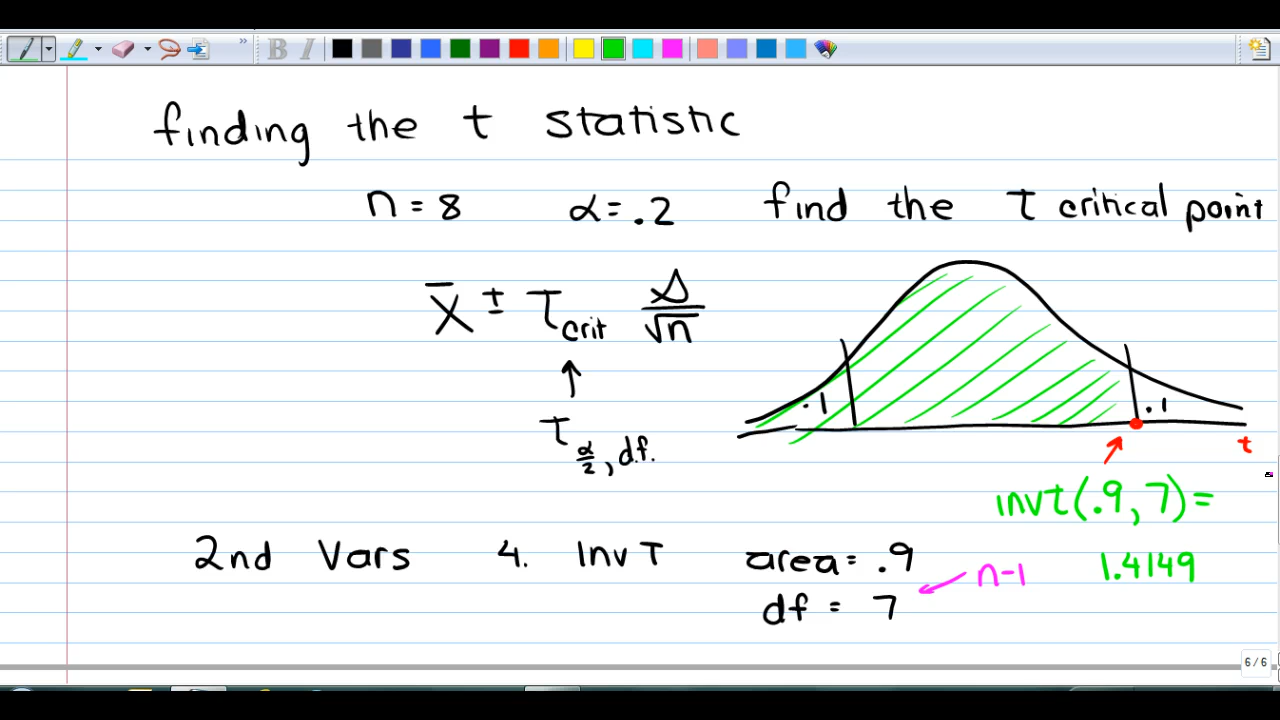 B I
finding the t statistic
n = 8 α = .2 find the T critical point
x̄ ± T crit s/√n
.1 .1
T α/2, d.f.
t
invt(.9, 7) =
1.4149
2nd Vars 4. InvT area = .9
df = 7 n-1
6 / 6